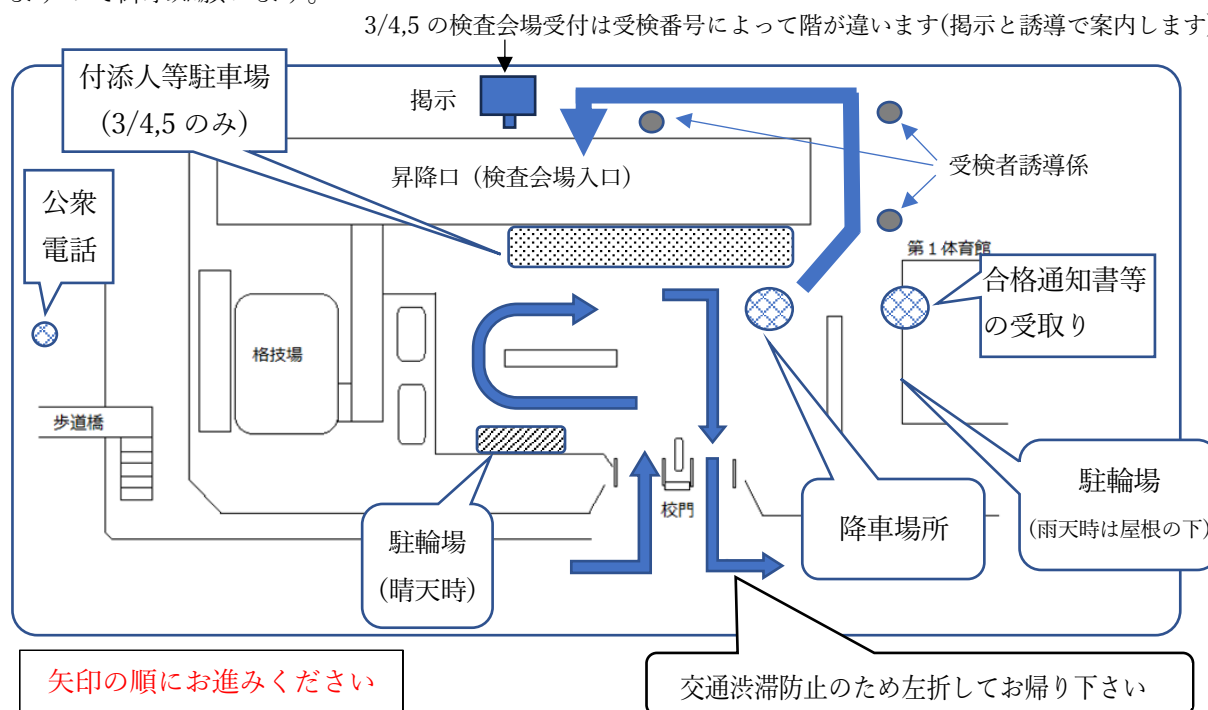 3/4,5 の検査会場受付は受検番号によって階が違います(掲示と誘導で案内します)
付添人等駐車場
(3/4,5 のみ)
掲示
昇降口（検査会場入口）
受検者誘導係
公衆
電話
第１体育館
合格通知書等
の受取り
格技場
歩道橋
校門
駐輪場
(晴天時)
降車場所
駐輪場
(雨天時は屋根の下)
矢印の順にお進みください
交通渋滞防止のため左折してお帰り下さい